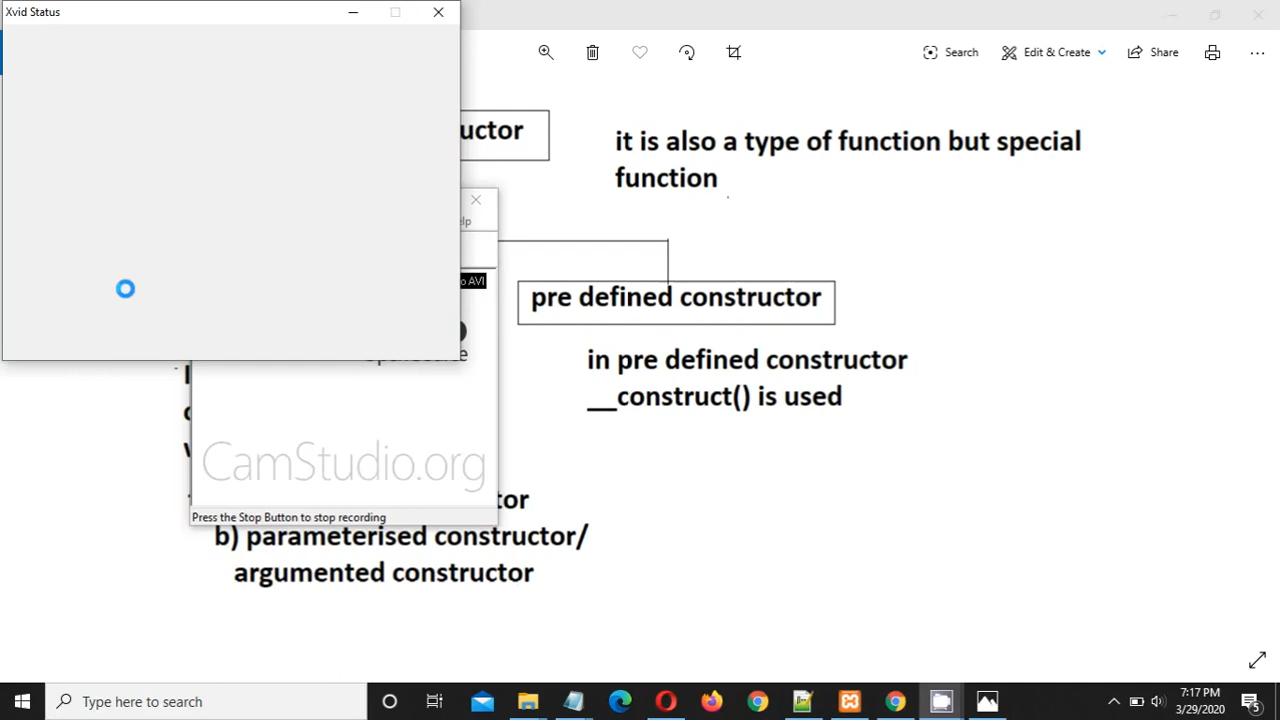 Xvid Status
Search
Edit & Create
Share
it is also a type of function but special
function
pre defined constructor
in pre defined constructor
__construct() is used
CamStudio.org
Press the Stop Button to stop recording
b) parameterised constructor/
argumented constructor
Type here to search
7:17 PM
3/29/2020
5